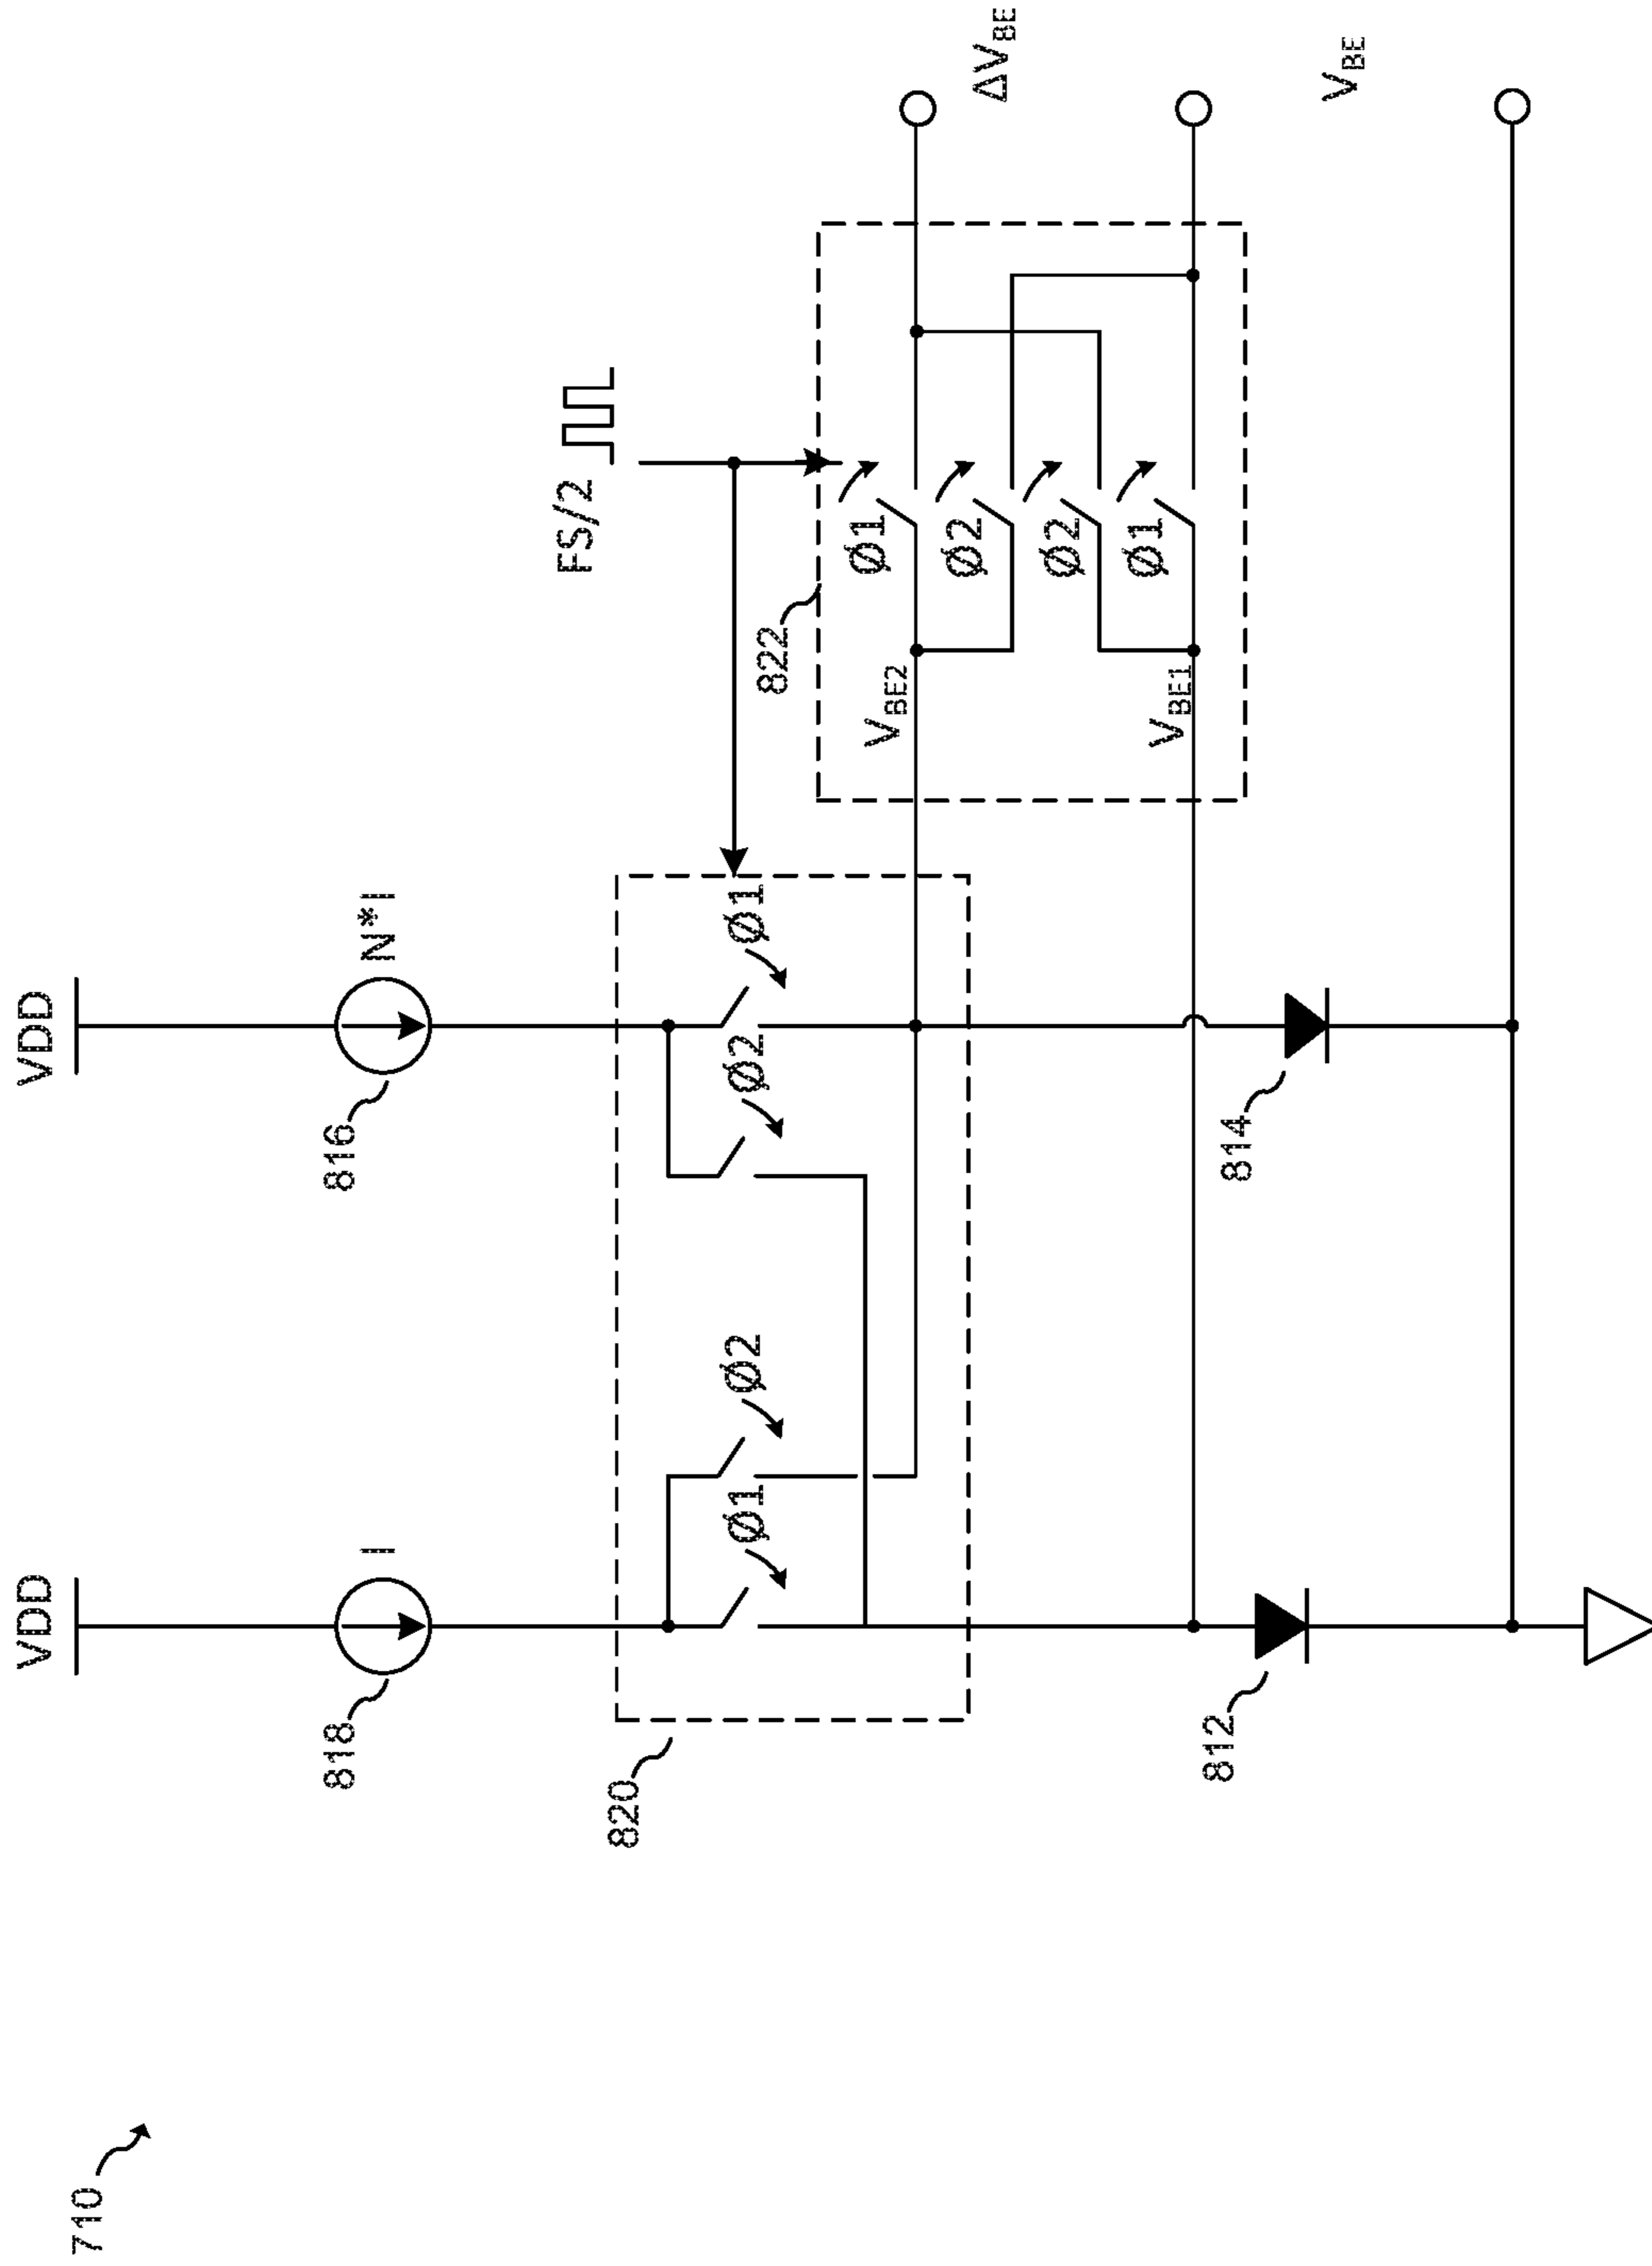 710
VDD
VDD
818
I
816
N*I
FS/2
820
Ø1
Ø2
Ø2
Ø1
822
Ø1
Ø2
Ø2
Ø1
VBE2
VBE1
ΔVBE
VBE
812
814